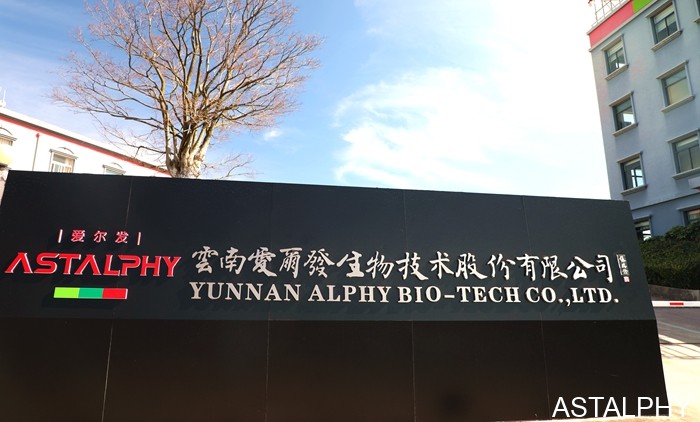 | 爱尔发 |
ASTALPHY
雲南愛爾發生物技术股份有限公司
YUNNAN ALPHY BIO-TECH CO.,LTD.
ASTALPHY